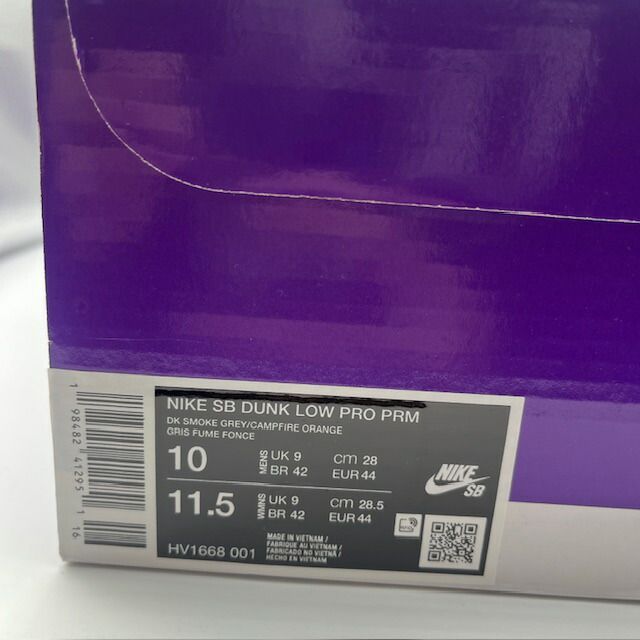 NIKE SB DUNK LOW PRO PRM
DK SMOKE GREY/CAMPFIRE ORANGE
GRIS FUME FONCE
10 MENS UK 9 cm 28
BR 42 EUR 44
11.5 WMNS UK 9 cm 28.5
BR 42 EUR 44
MADE IN VIETNAM /
FABRIQUE AU VIETNAM /
FABRICADO NO VIETNÃ /
HECHO EN VIETNAM
HV1668 001
NIKE
SB
1 98482 41295 1 16